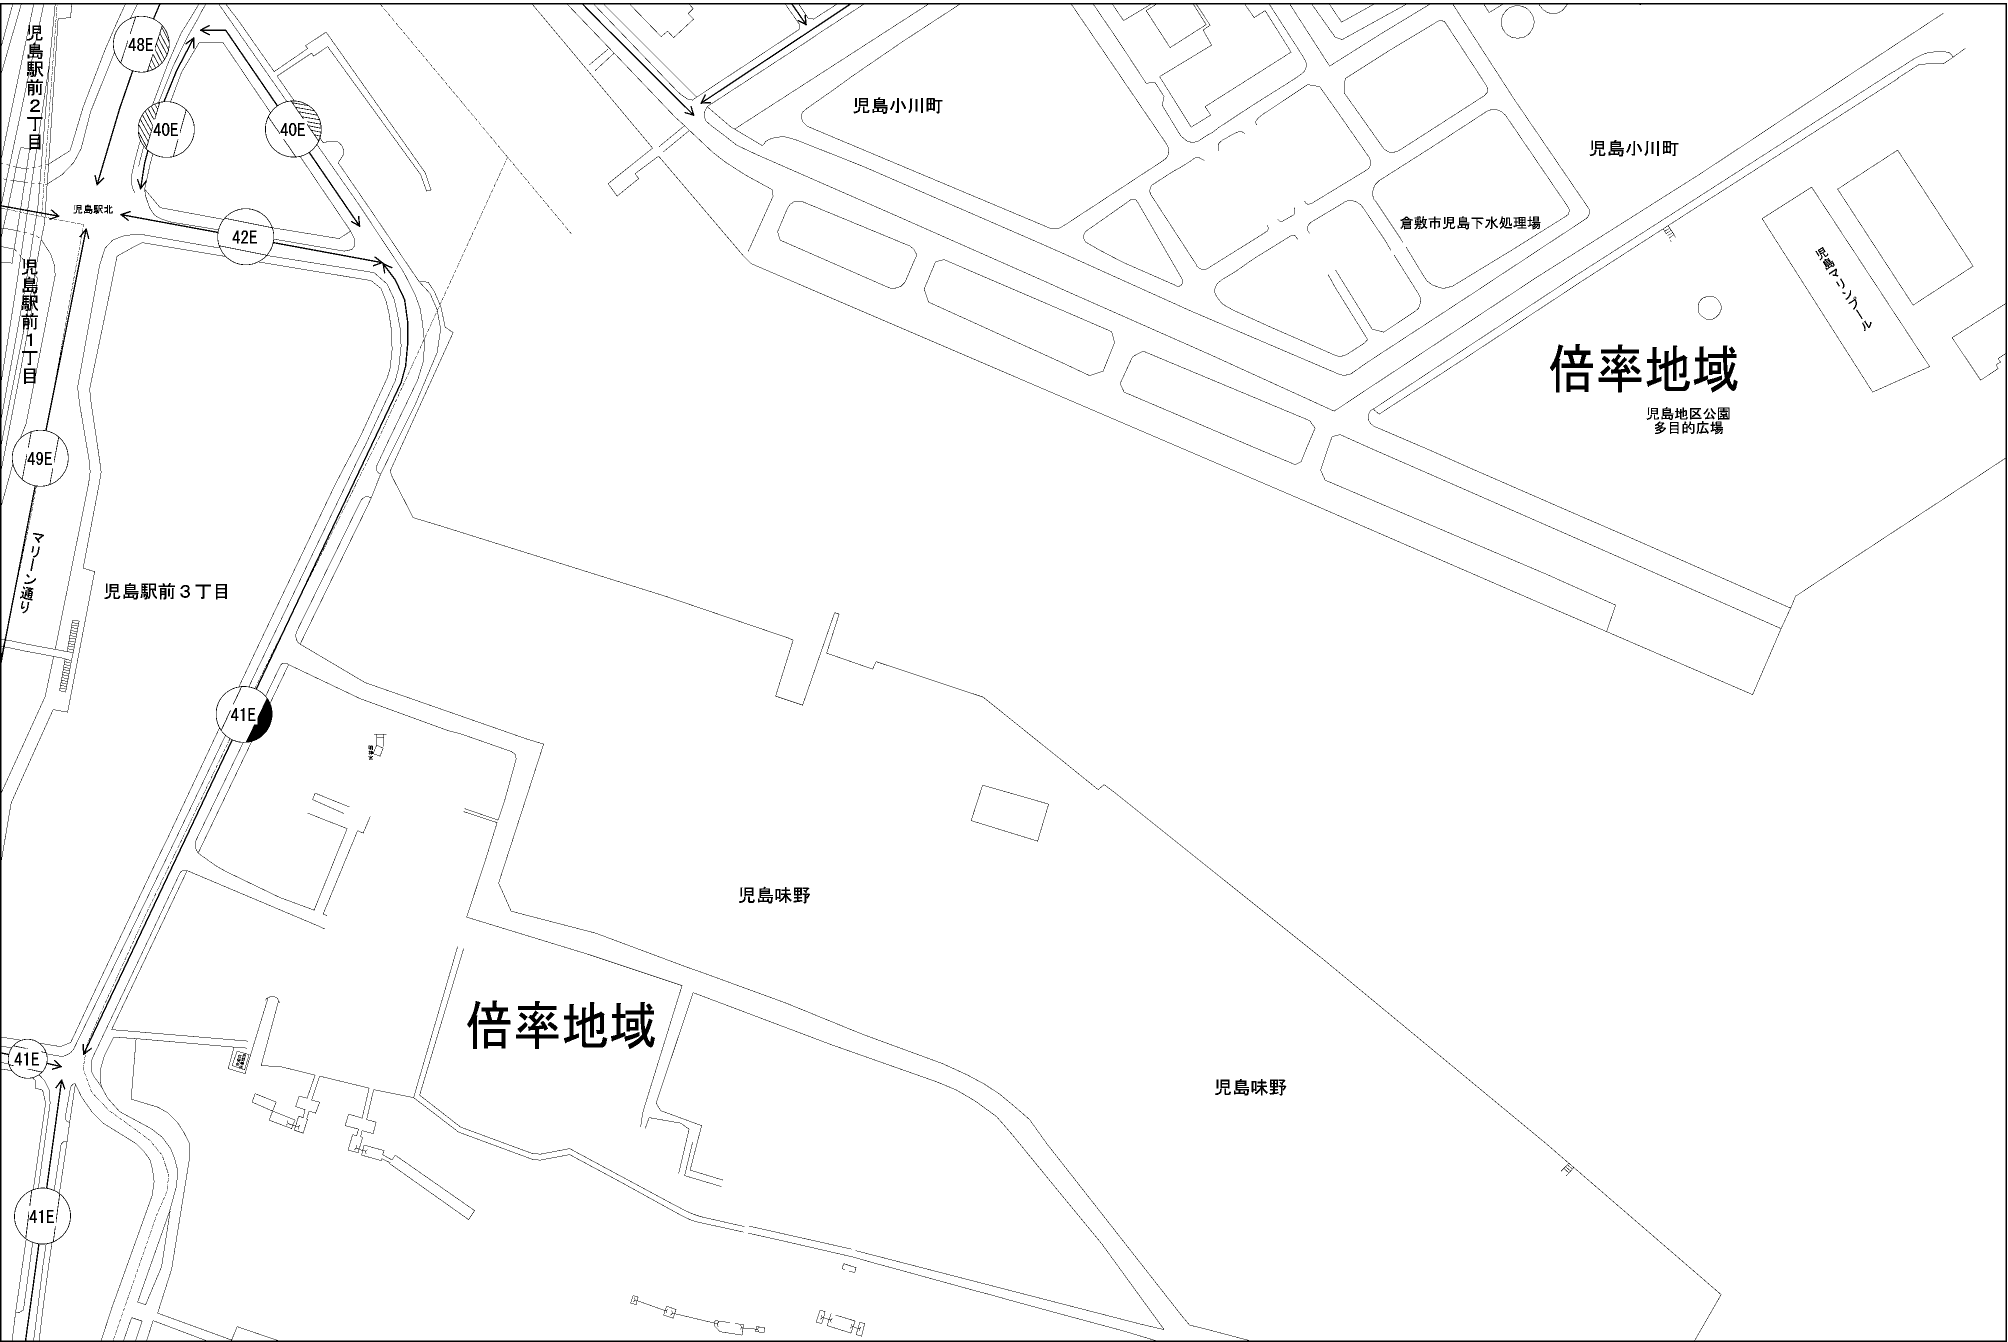 児島駅前２丁目
48E
40E
40E
児島小川町
児島小川町
児島駅北
42E
倉敷市児島下水処理場
児島マリンプール
児島駅前１丁目
倍率地域
児島地区公園
多目的広場
49E
マリーン通り
児島駅前３丁目
41E
児島味野
倍率地域
41E
児島味野
41E